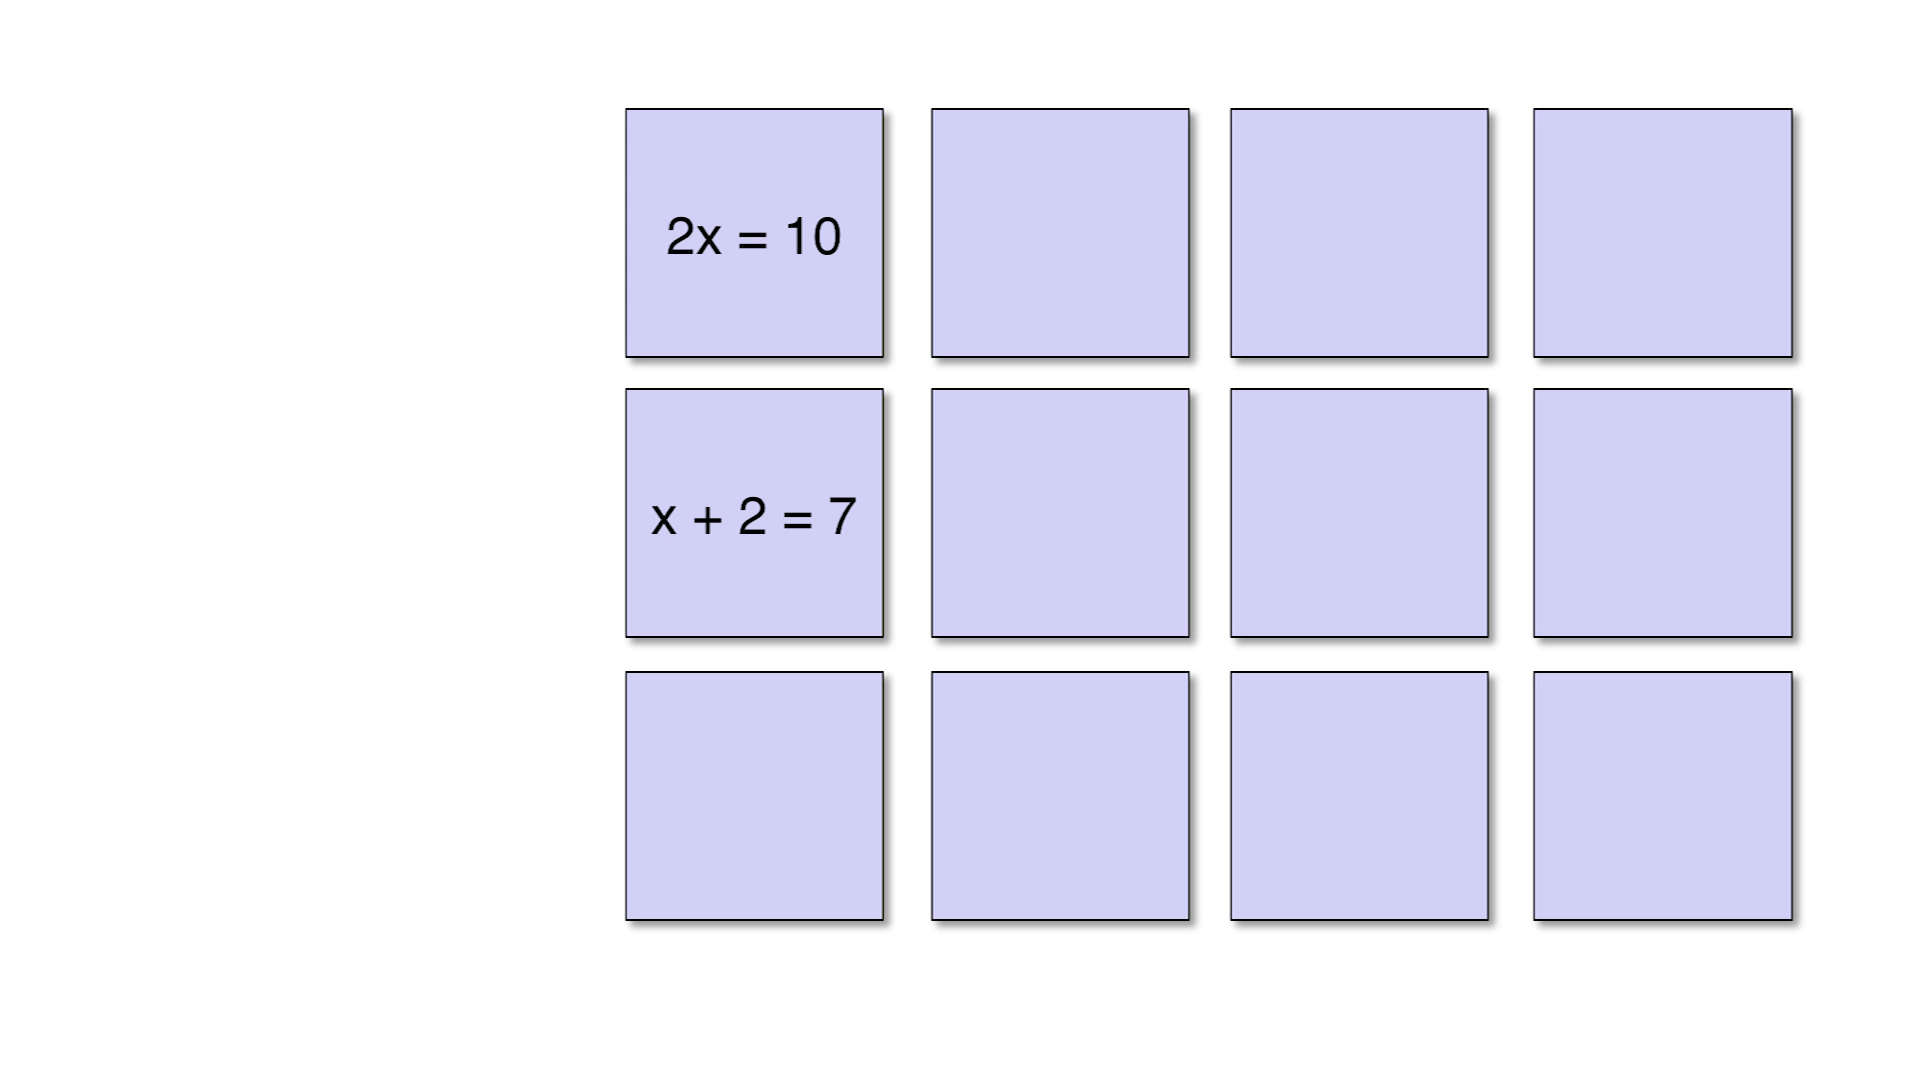 2x = 10
x + 2 = 7